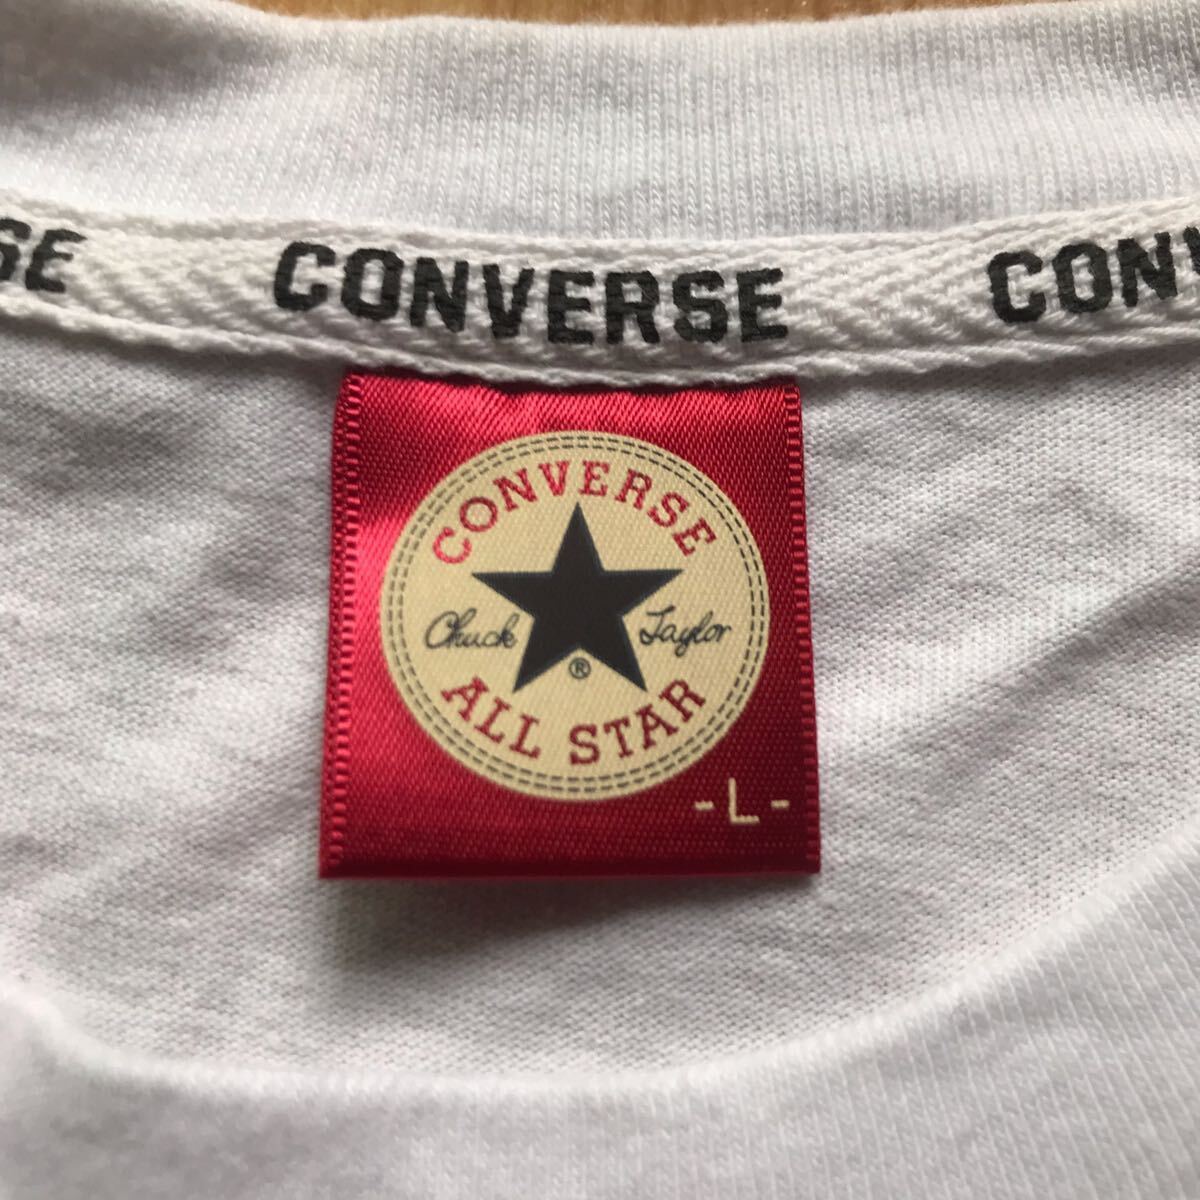 SE CONVERSE CONV
CONVERSE
Chuck Taylor
®
ALL STAR
-L-